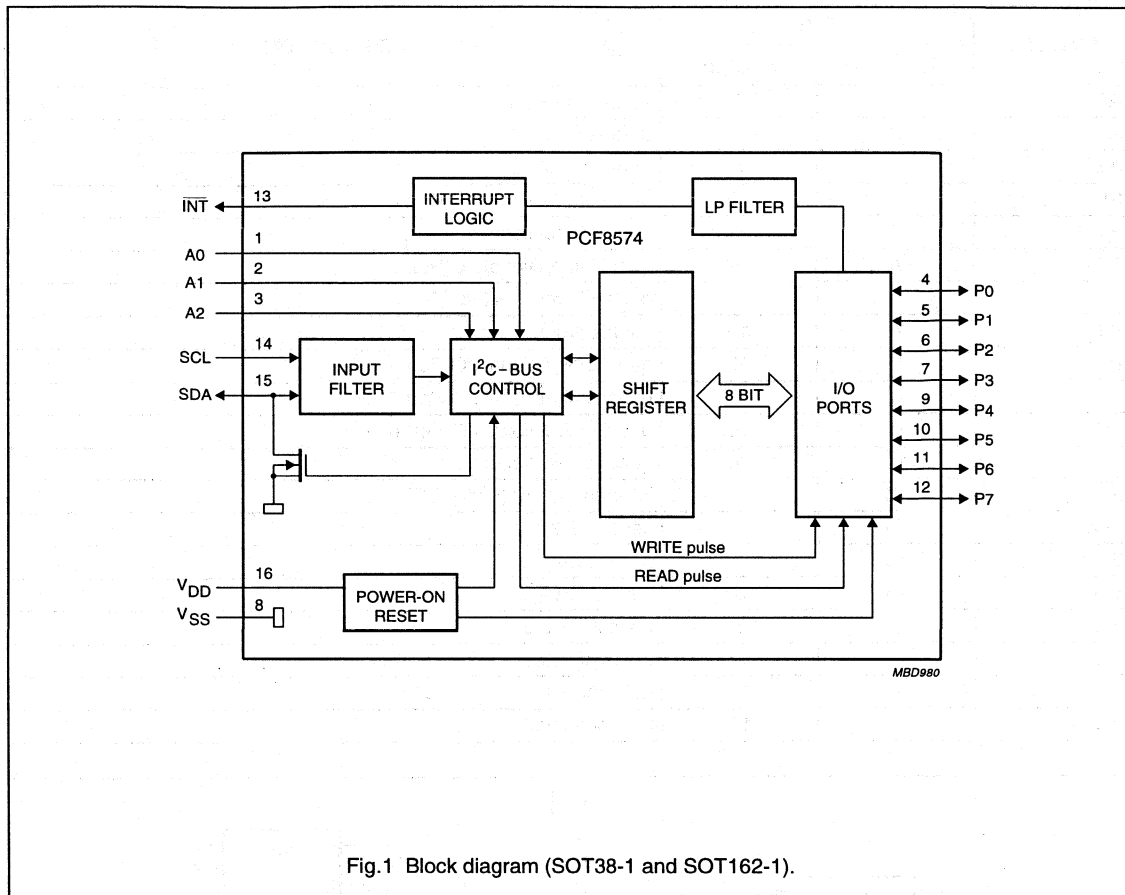 INT 13 INTERRUPT LOGIC LP FILTER
PCF8574
A0 1
A1 2
A2 3
SCL 14
SDA 15
INPUT FILTER
I²C-BUS CONTROL
SHIFT REGISTER
8 BIT
I/O PORTS
4 P0
5 P1
6 P2
7 P3
9 P4
10 P5
11 P6
12 P7
WRITE pulse
READ pulse
VDD 16
VSS 8
POWER-ON RESET
MBD980
Fig.1 Block diagram (SOT38-1 and SOT162-1).